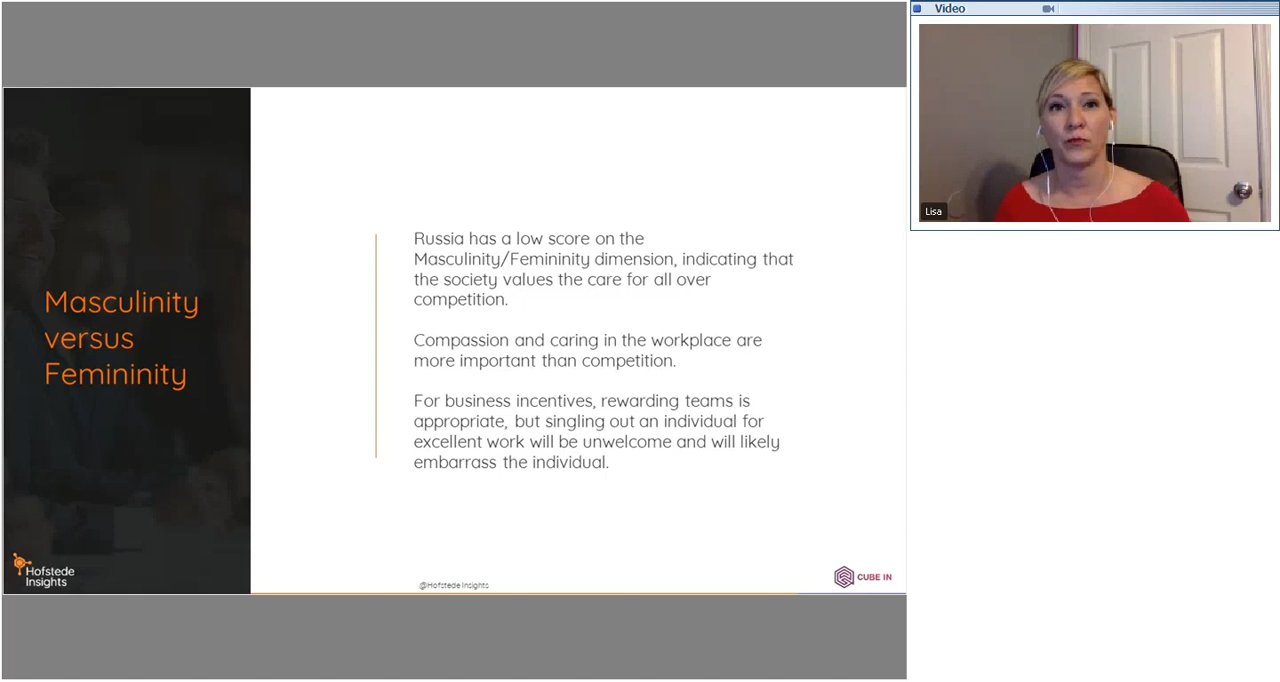 Video
Lisa
Masculinity
versus
Femininity
Russia has a low score on the
Masculinity/Femininity dimension, indicating that
the society values the care for all over
competition.
Compassion and caring in the workplace are
more important than competition.
For business incentives, rewarding teams is
appropriate, but singling out an individual for
excellent work will be unwelcome and will likely
embarrass the individual.
Hofstede
Insights
@Hofstede Insights
CUBE IN